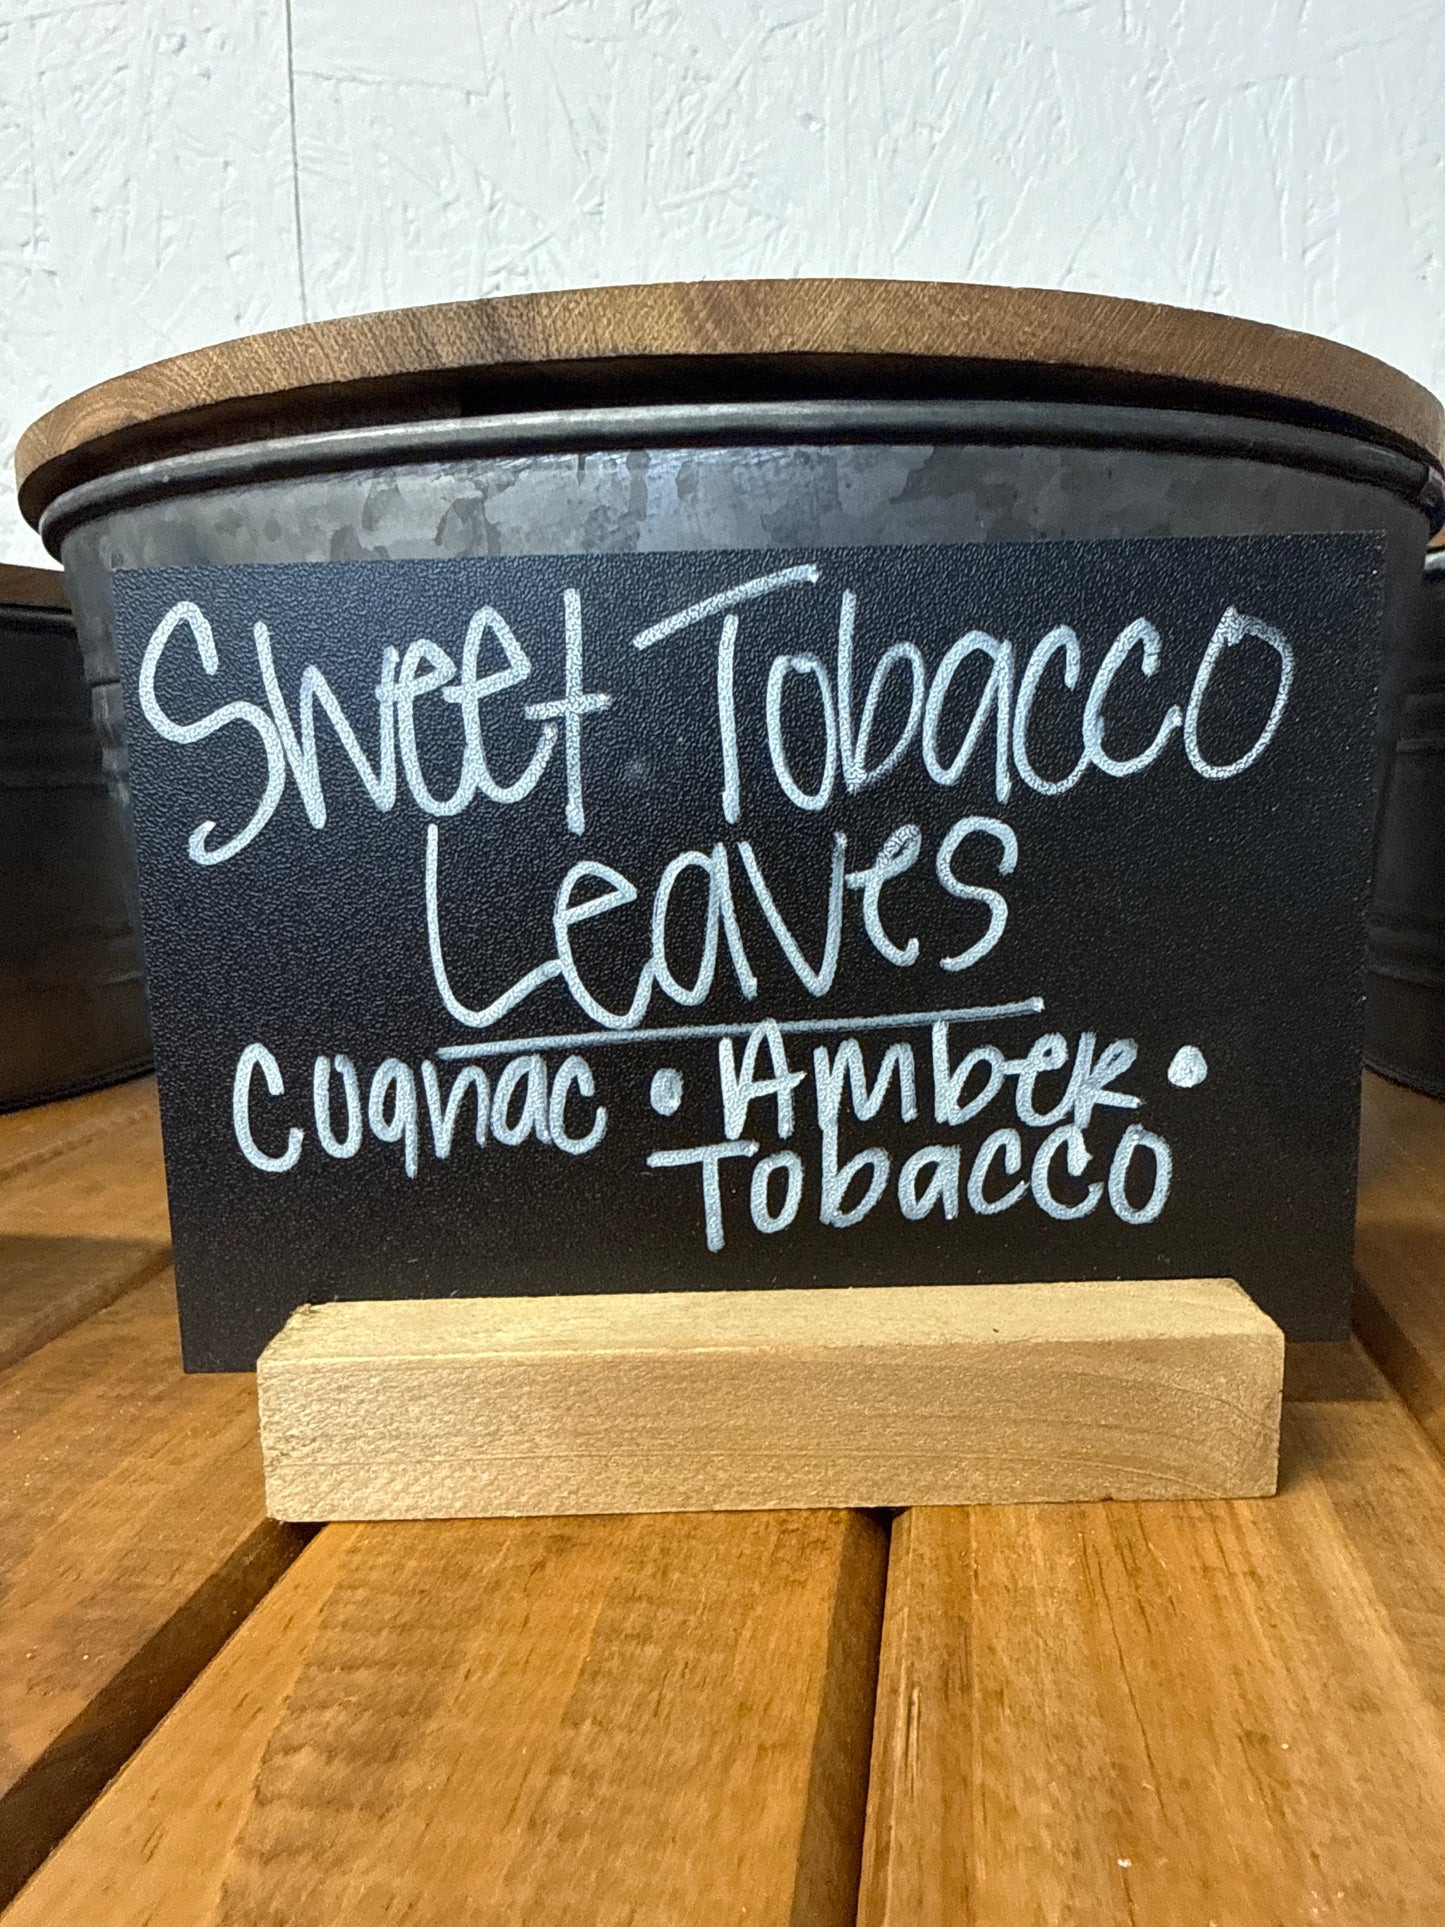 Sweet Tobacco
Leaves
Cognac • Amber •
Tobacco